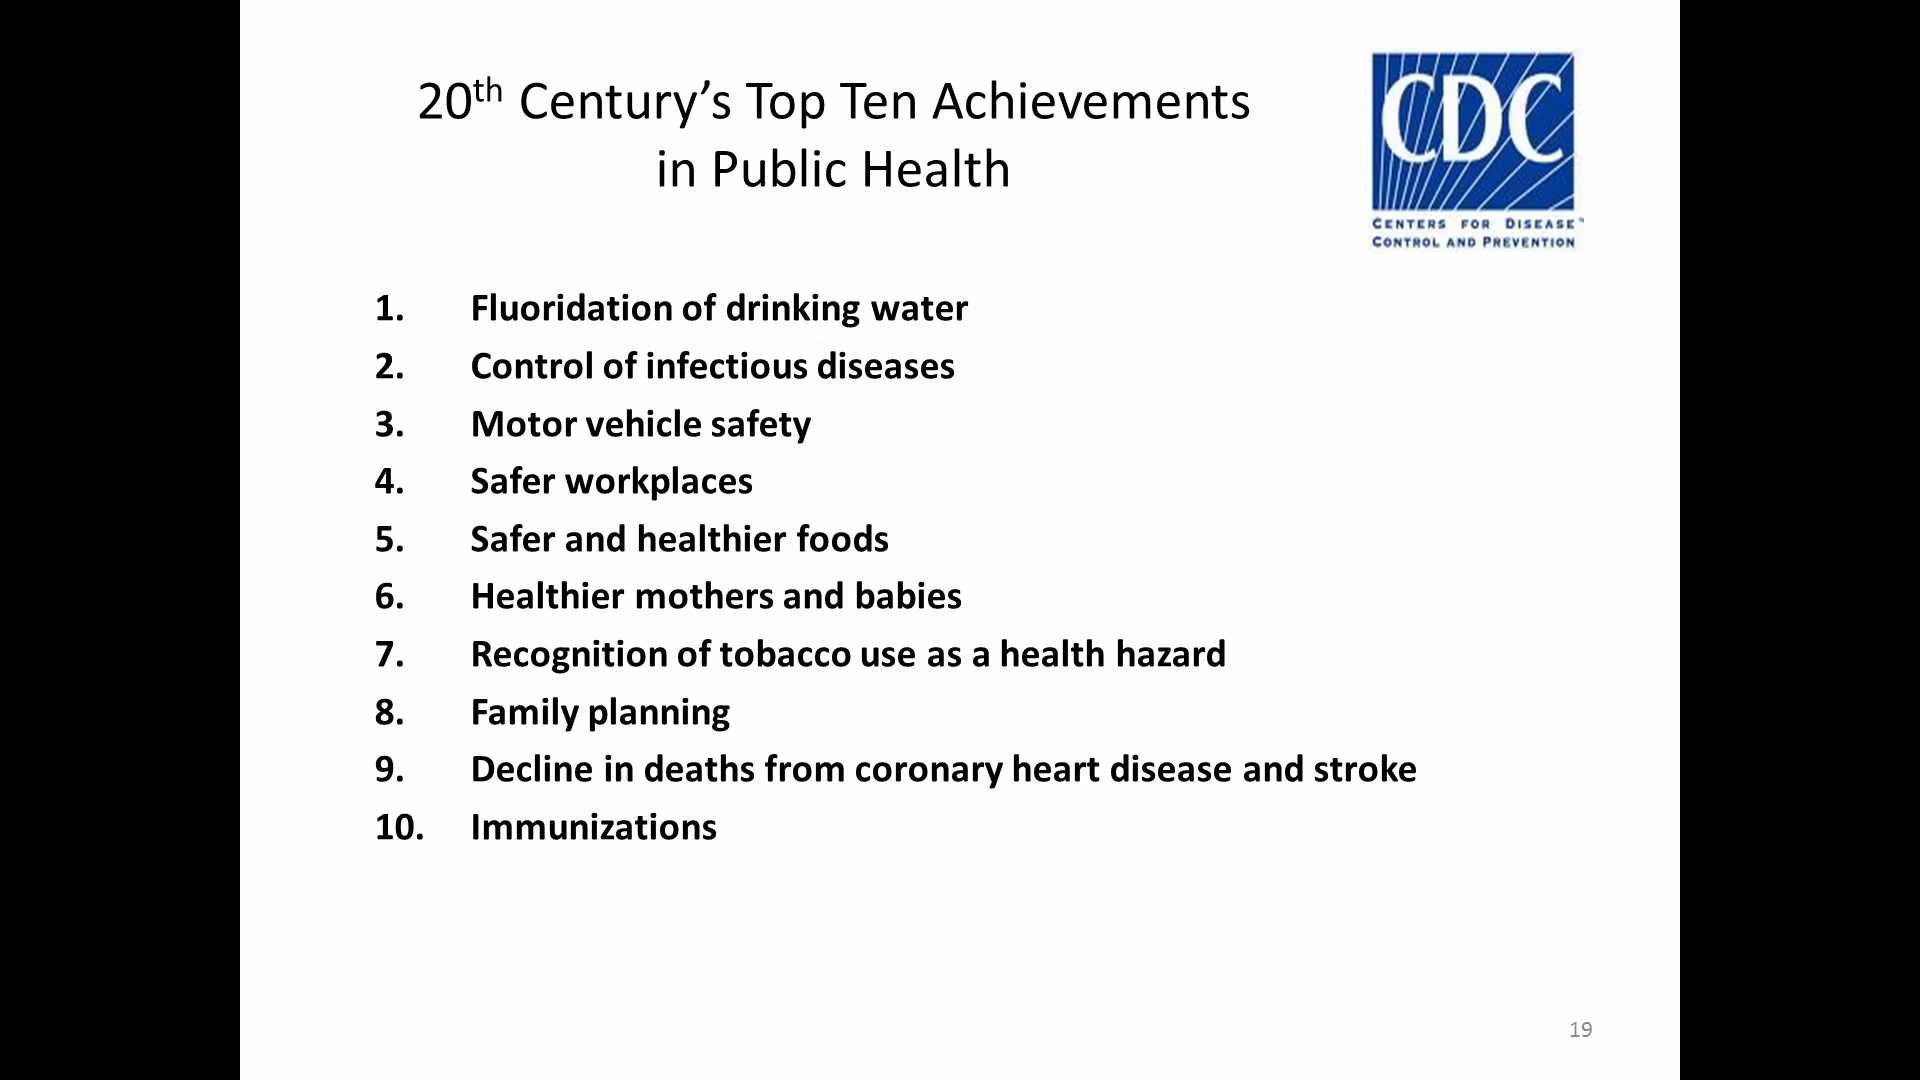 20th Century’s Top Ten Achievements
in Public Health
CDC
CENTERS FOR DISEASE™
CONTROL AND PREVENTION
1. Fluoridation of drinking water
2. Control of infectious diseases
3. Motor vehicle safety
4. Safer workplaces
5. Safer and healthier foods
6. Healthier mothers and babies
7. Recognition of tobacco use as a health hazard
8. Family planning
9. Decline in deaths from coronary heart disease and stroke
10. Immunizations
19